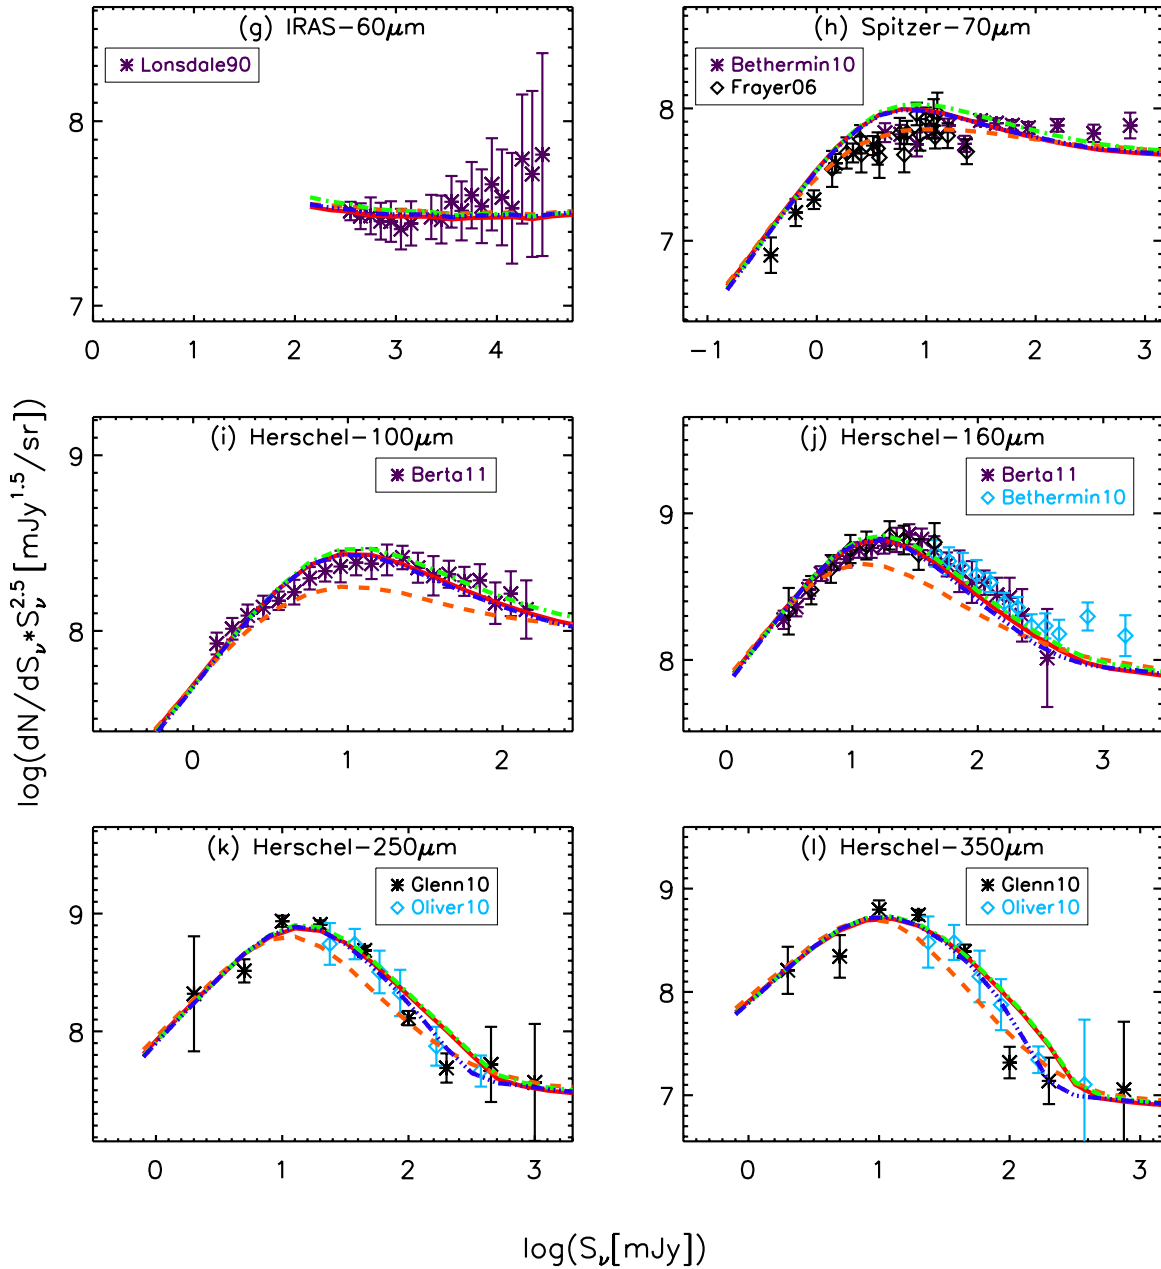 (g) IRAS−60μm
Lonsdale90
8
7
0 1 2 3 4
(h) Spitzer−70μm
Bethermin10
Frayer06
8
7
−1 0 1 2 3
log(dN/dSν*Sν^2.5 [mJy^1.5/sr])
(i) Herschel−100μm
Berta11
9
8
0 1 2
(j) Herschel−160μm
Berta11
Bethermin10
9
8
0 1 2 3
(k) Herschel−250μm
Glenn10
Oliver10
9
8
0 1 2 3
(l) Herschel−350μm
Glenn10
Oliver10
9
8
7
0 1 2 3
log(Sν[mJy])